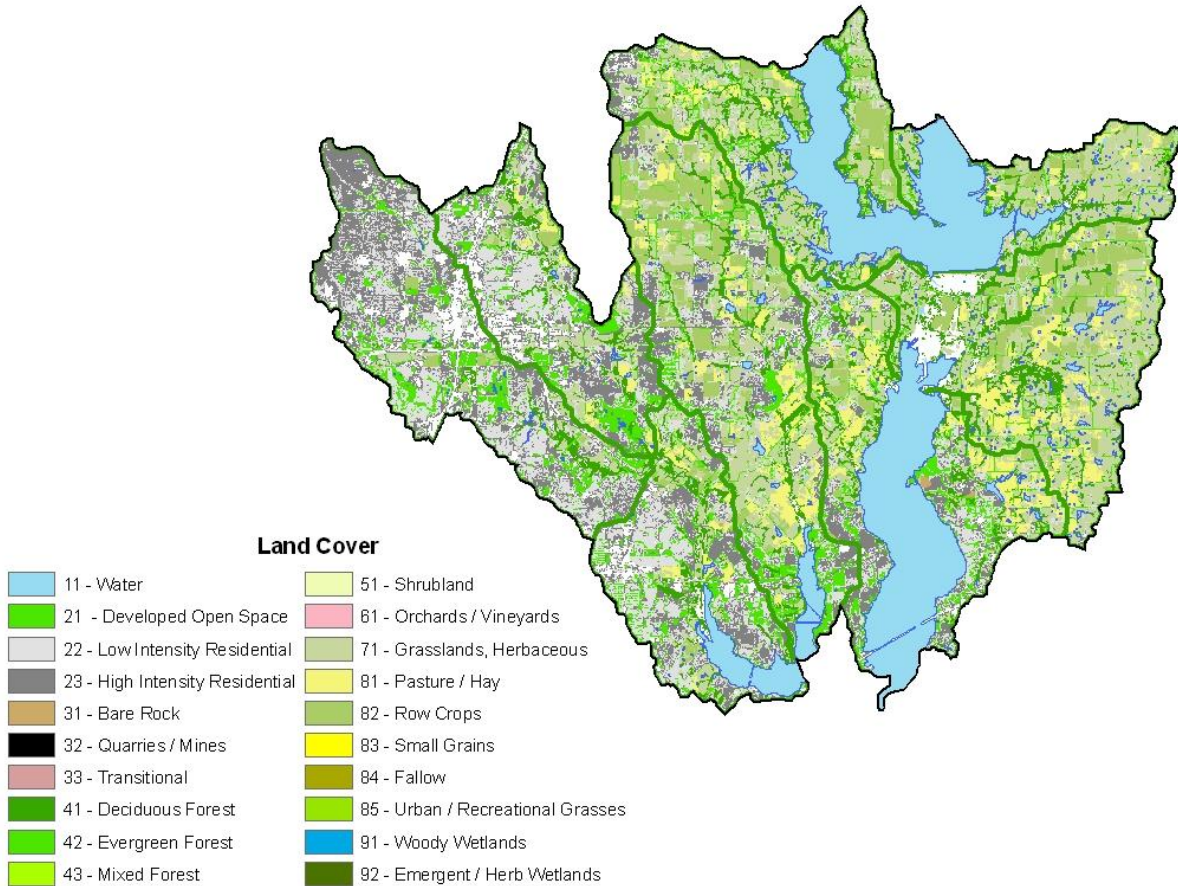 Land Cover
11 - Water
21 - Developed Open Space
22 - Low Intensity Residential
23 - High Intensity Residential
31 - Bare Rock
32 - Quarries / Mines
33 - Transitional
41 - Deciduous Forest
42 - Evergreen Forest
43 - Mixed Forest
51 - Shrubland
61 - Orchards / Vineyards
71 - Grasslands, Herbaceous
81 - Pasture / Hay
82 - Row Crops
83 - Small Grains
84 - Fallow
85 - Urban / Recreational Grasses
91 - Woody Wetlands
92 - Emergent / Herb Wetlands